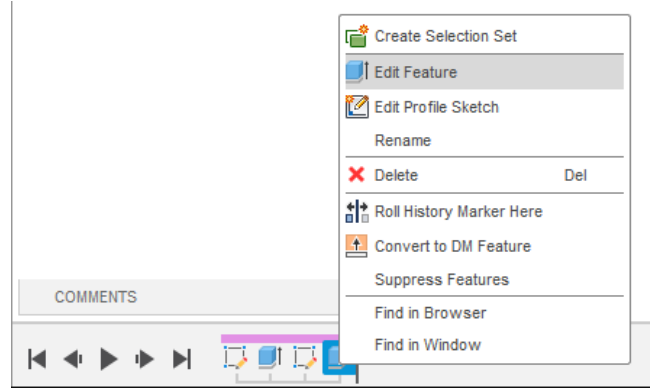 Create Selection Set
Edit Feature
Edit Profile Sketch
Rename
Delete Del
Roll History Marker Here
Convert to DM Feature
Suppress Features
Find in Browser
Find in Window
COMMENTS